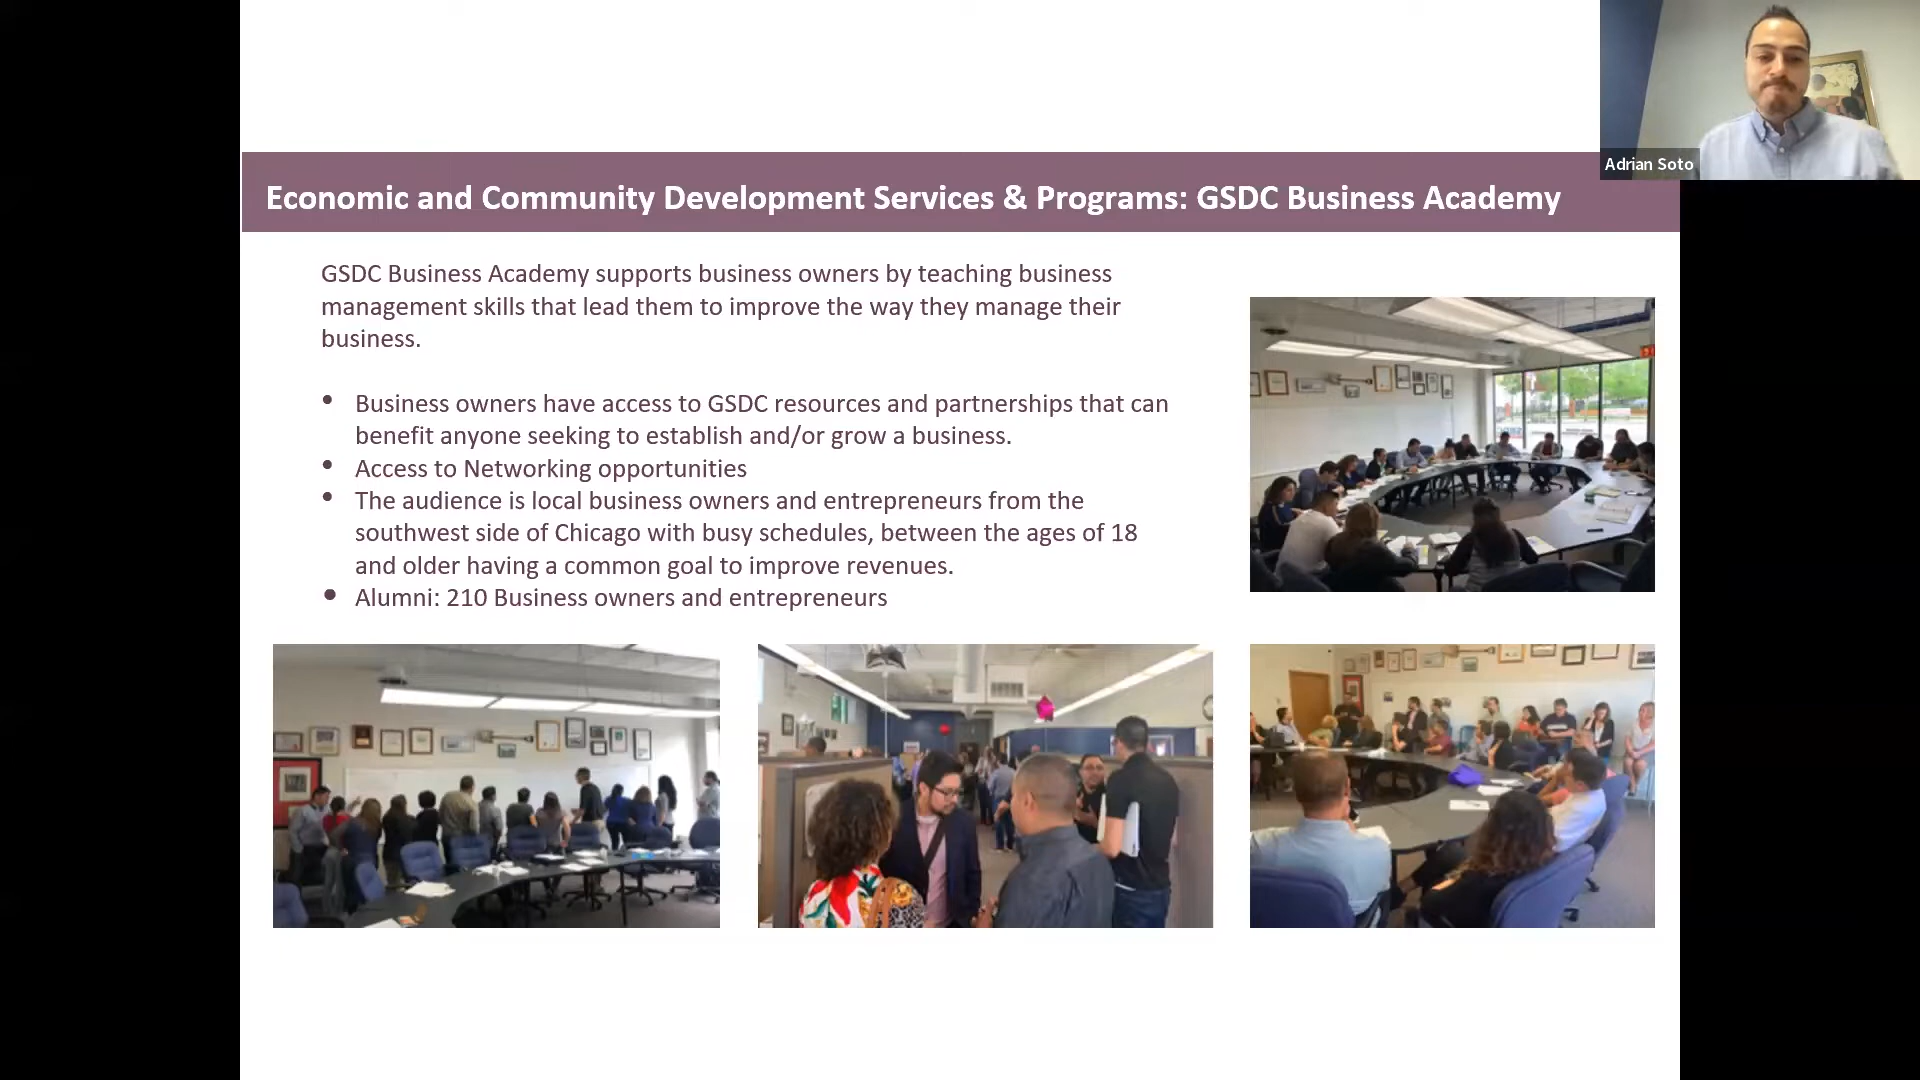 Adrian Soto
Economic and Community Development Services & Programs: GSDC Business Academy
GSDC Business Academy supports business owners by teaching business
management skills that lead them to improve the way they manage their
business.
• Business owners have access to GSDC resources and partnerships that can
benefit anyone seeking to establish and/or grow a business.
• Access to Networking opportunities
• The audience is local business owners and entrepreneurs from the
southwest side of Chicago with busy schedules, between the ages of 18
and older having a common goal to improve revenues.
• Alumni: 210 Business owners and entrepreneurs